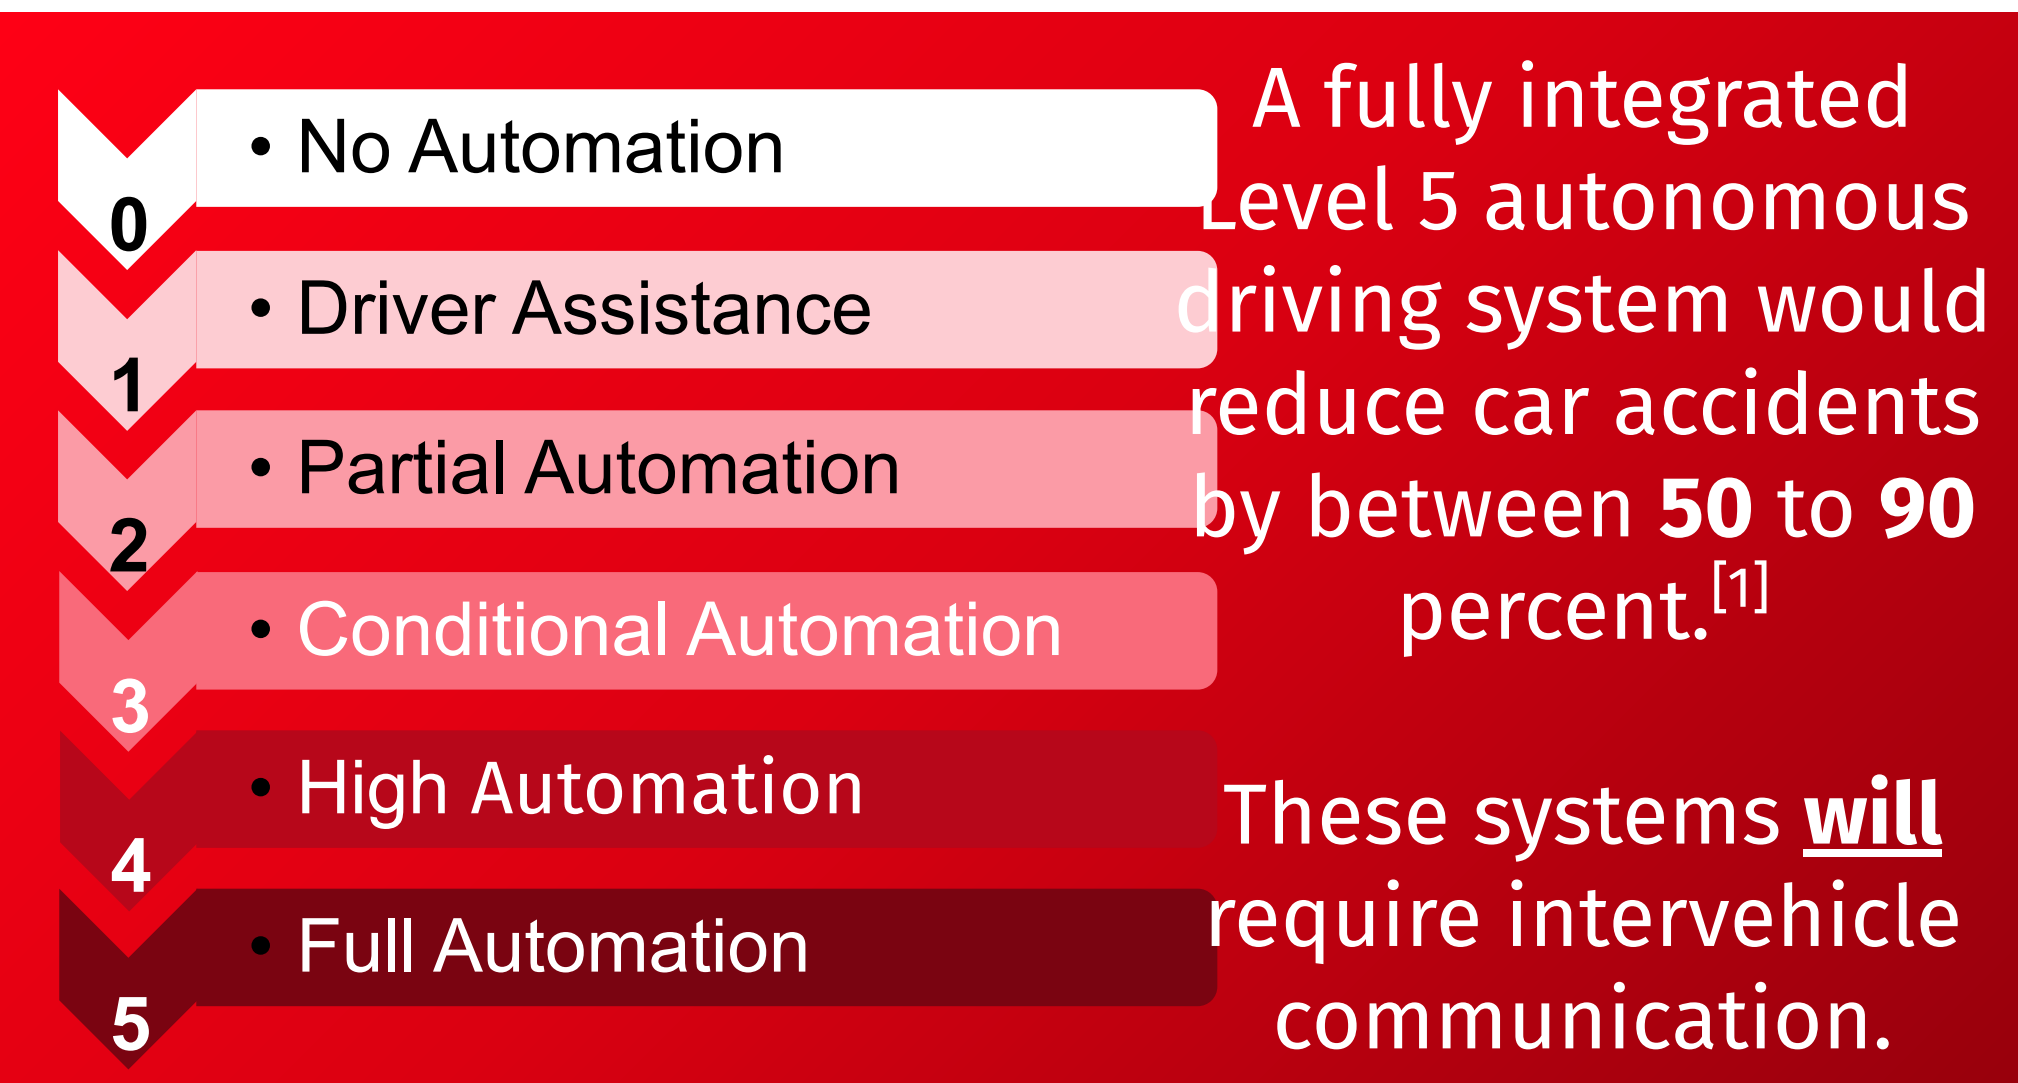 0
• No Automation
1
• Driver Assistance
2
• Partial Automation
3
• Conditional Automation
4
• High Automation
5
• Full Automation
A fully integrated
Level 5 autonomous
driving system would
reduce car accidents
by between 50 to 90
percent.[1]
These systems will
require intervehicle
communication.